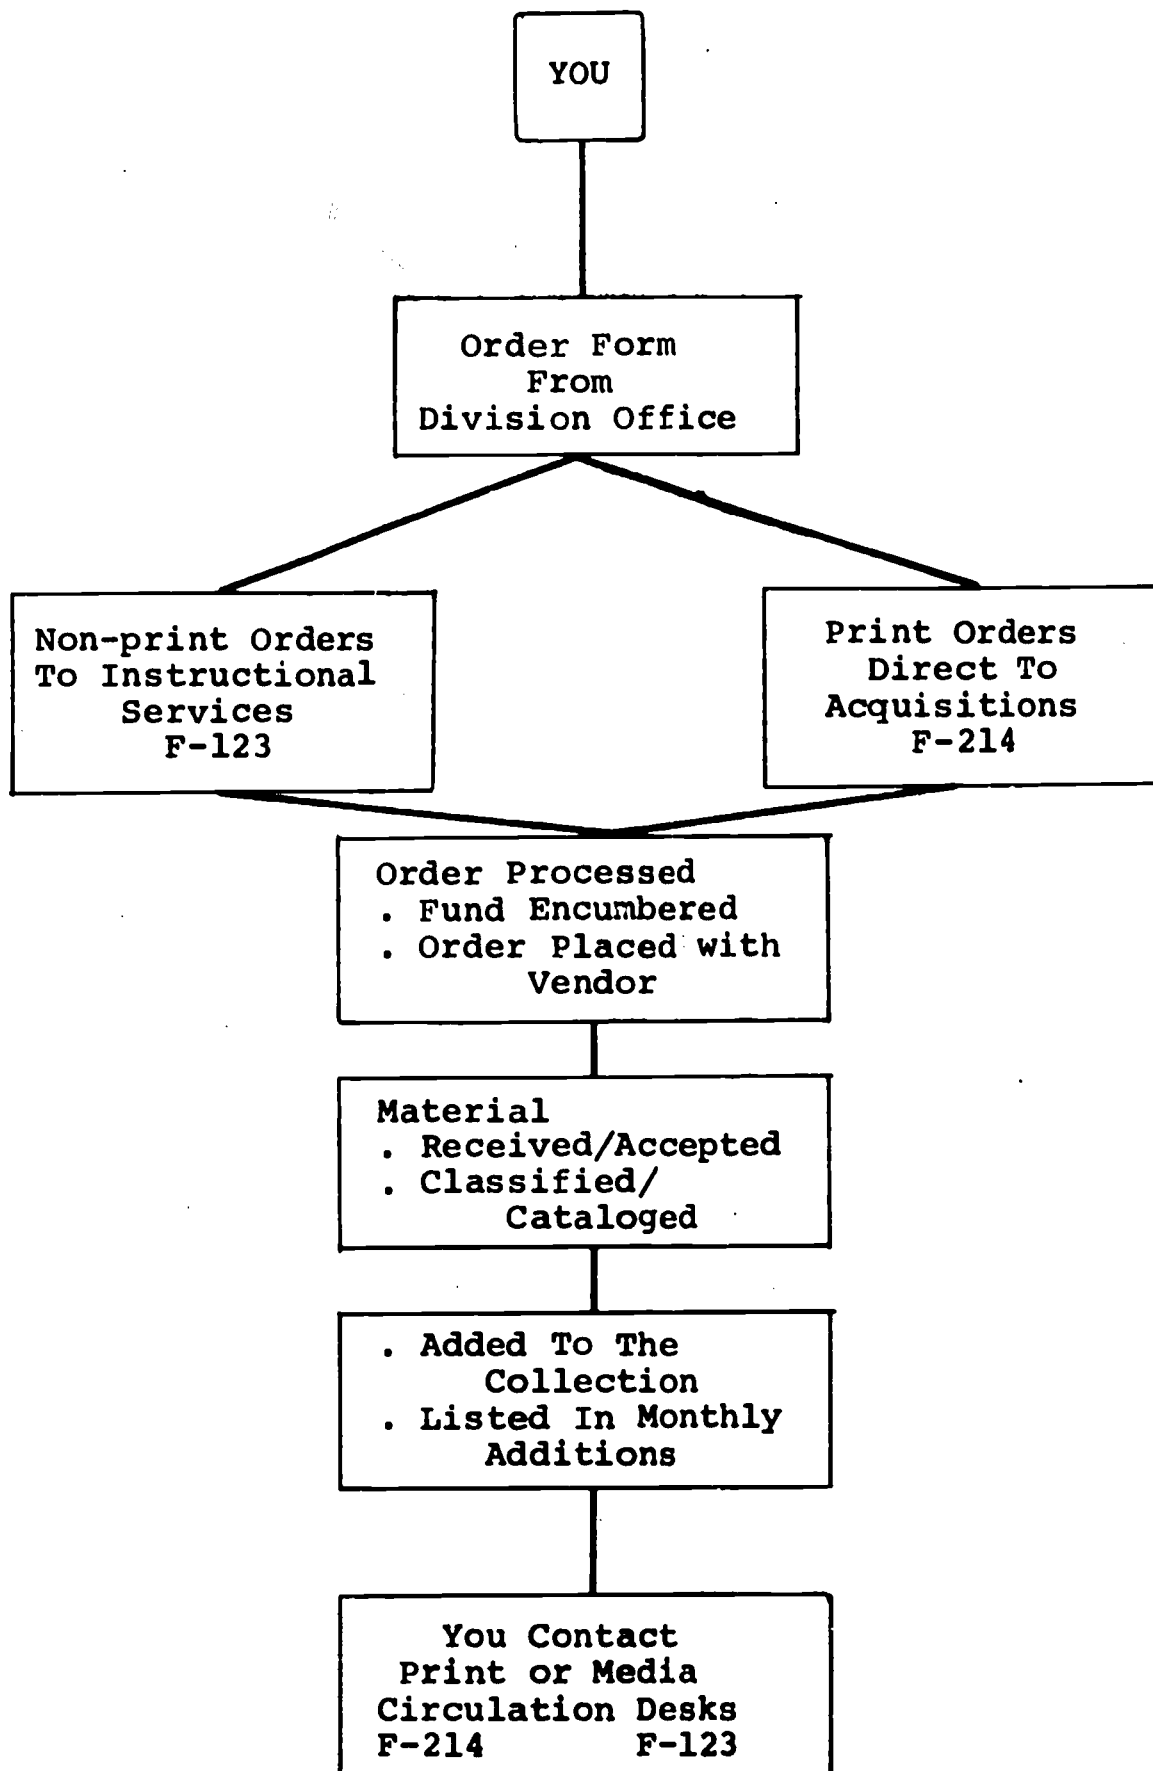 YOU
Order Form
From
Division Office
Non-print Orders
To Instructional
Services
F-123
Print Orders
Direct To
Acquisitions
F-214
Order Processed
. Fund Encumbered
. Order Placed with
Vendor
Material
. Received/Accepted
. Classified/
Cataloged
. Added To The
Collection
. Listed In Monthly
Additions
You Contact
Print or Media
Circulation Desks
F-214 F-123